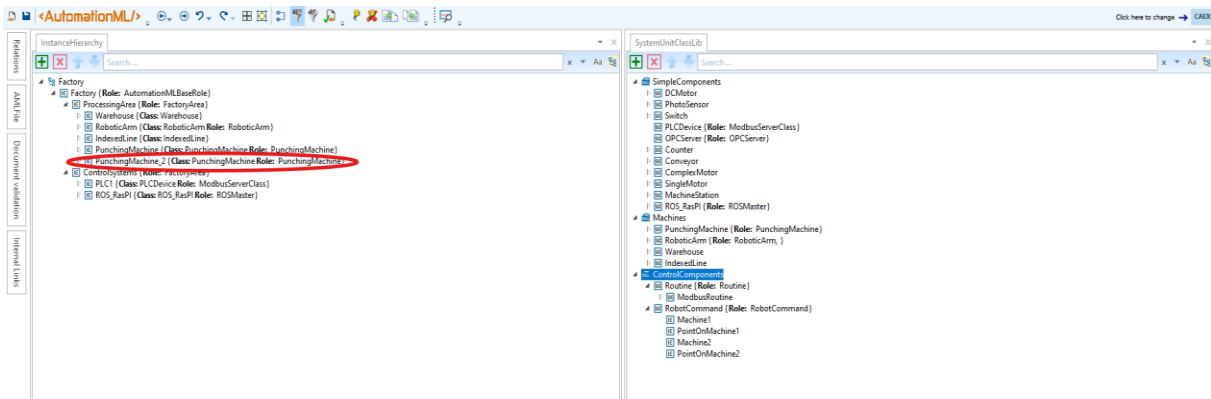 <AutomationML/>
Click here to change → CAEX
Relations
AMLFile
Document validation
Internal Links
InstanceHierarchy
Search ...
x Aa
Factory
Factory {Role: AutomationMLBaseRole}
ProcessingArea {Role: FactoryArea}
Warehouse {Class: Warehouse}
RoboticArm {Class: RoboticArm Role: RoboticArm}
IndexedLine {Class: IndexedLine}
PunchingMachine {Class: PunchingMachine Role: PunchingMachine}
PunchingMachine_2 {Class: PunchingMachine Role: PunchingMachine}
ControlSystems {Role: FactoryArea}
PLC1 {Class: PLCDevice Role: ModbusServerClass}
ROS_RasPI {Class: ROS_RasPI Role: ROSMaster}
SystemUnitClassLib
Search ...
x Aa
SimpleComponents
DCMotor
PhotoSensor
Switch
PLCDevice {Role: ModbusServerClass}
OPCServer {Role: OPCServer}
Counter
Conveyor
ComplexMotor
SingleMotor
MachineStation
ROS_RasPI {Role: ROSMaster}
Machines
PunchingMachine {Role: PunchingMachine}
RoboticArm {Role: RoboticArm, }
Warehouse
IndexedLine
ControlComponents
Routine {Role: Routine}
ModbusRoutine
RobotCommand {Role: RobotCommand}
Machine1
PointOnMachine1
Machine2
PointOnMachine2